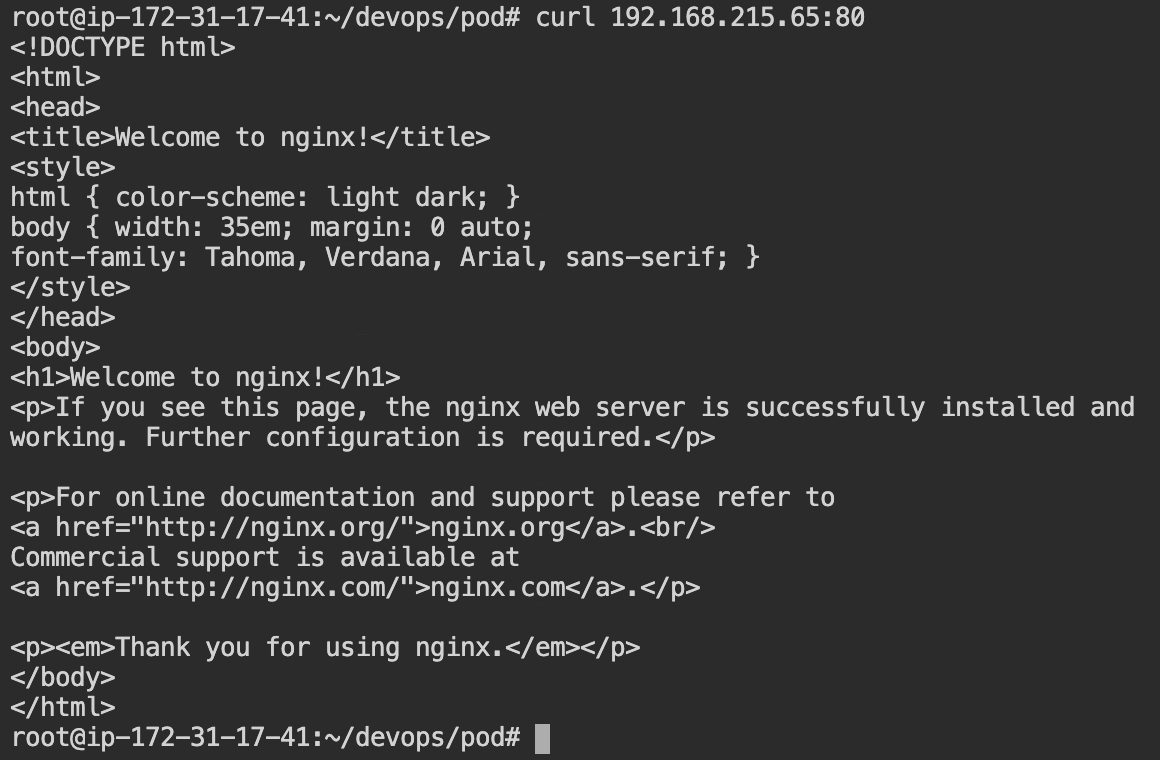 root@ip-172-31-17-41:~/devops/pod# curl 192.168.215.65:80
<!DOCTYPE html>
<html>
<head>
<title>Welcome to nginx!</title>
<style>
html { color-scheme: light dark; }
body { width: 35em; margin: 0 auto;
font-family: Tahoma, Verdana, Arial, sans-serif; }
</style>
</head>
<body>
<h1>Welcome to nginx!</h1>
<p>If you see this page, the nginx web server is successfully installed and
working. Further configuration is required.</p>

<p>For online documentation and support please refer to
<a href="http://nginx.org/">nginx.org</a>.<br/>
Commercial support is available at
<a href="http://nginx.com/">nginx.com</a>.</p>

<p><em>Thank you for using nginx.</em></p>
</body>
</html>
root@ip-172-31-17-41:~/devops/pod#